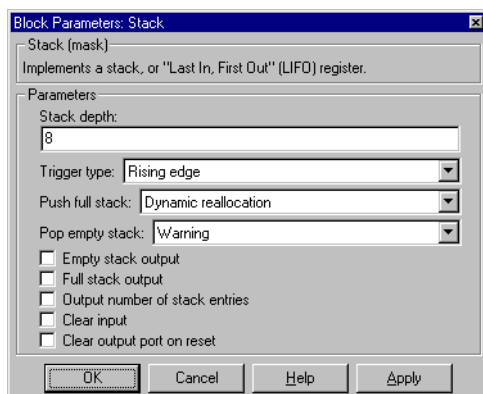 Block Parameters: Stack
Stack (mask)
Implements a stack, or "Last In, First Out" (LIFO) register.
Parameters
Stack depth:
8
Trigger type: Rising edge
Push full stack: Dynamic reallocation
Pop empty stack: Warning
Empty stack output
Full stack output
Output number of stack entries
Clear input
Clear output port on reset
OK Cancel Help Apply